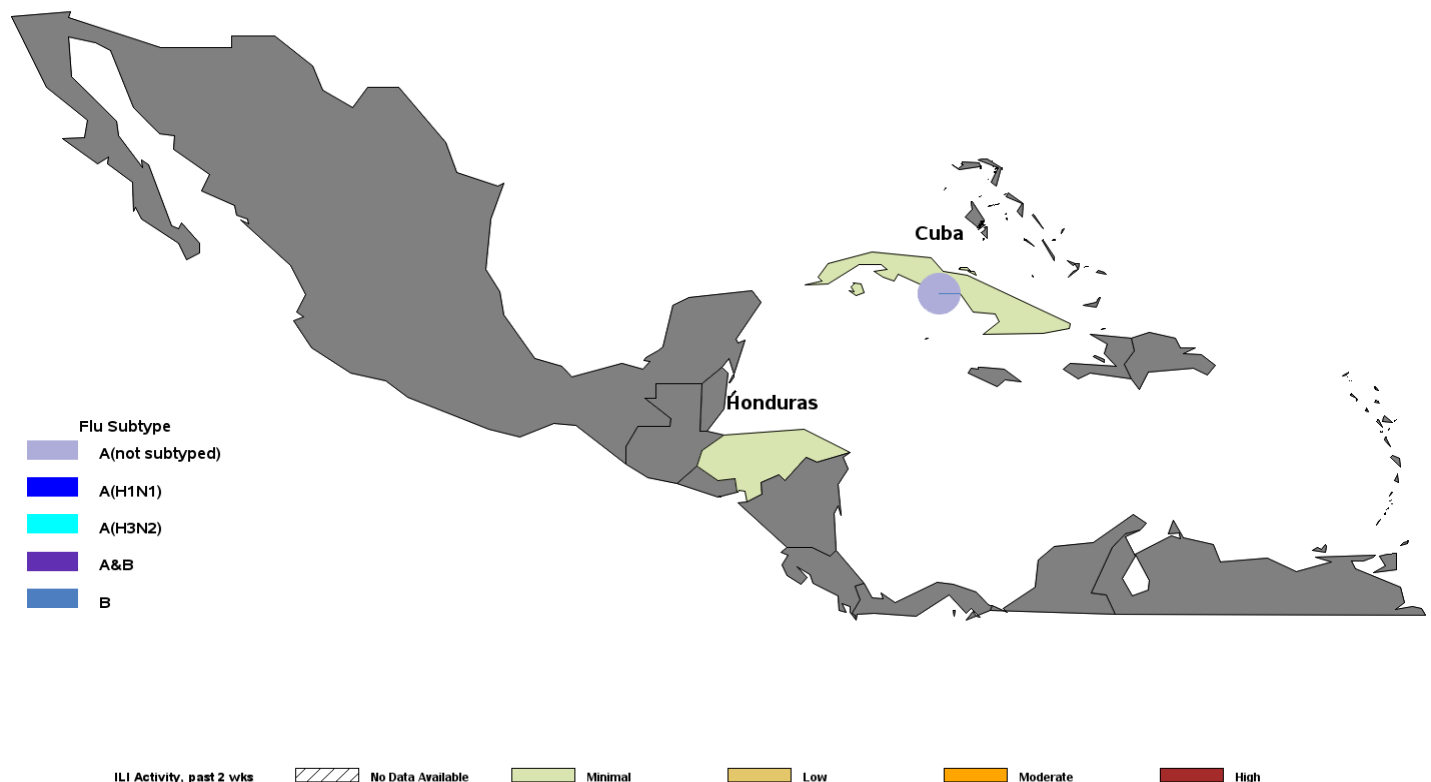 Cuba
Honduras
Flu Subtype
A(not subtyped)
A(H1N1)
A(H3N2)
A&B
B
ILI Activity, past 2 wks No Data Available Minimal Low Moderate High